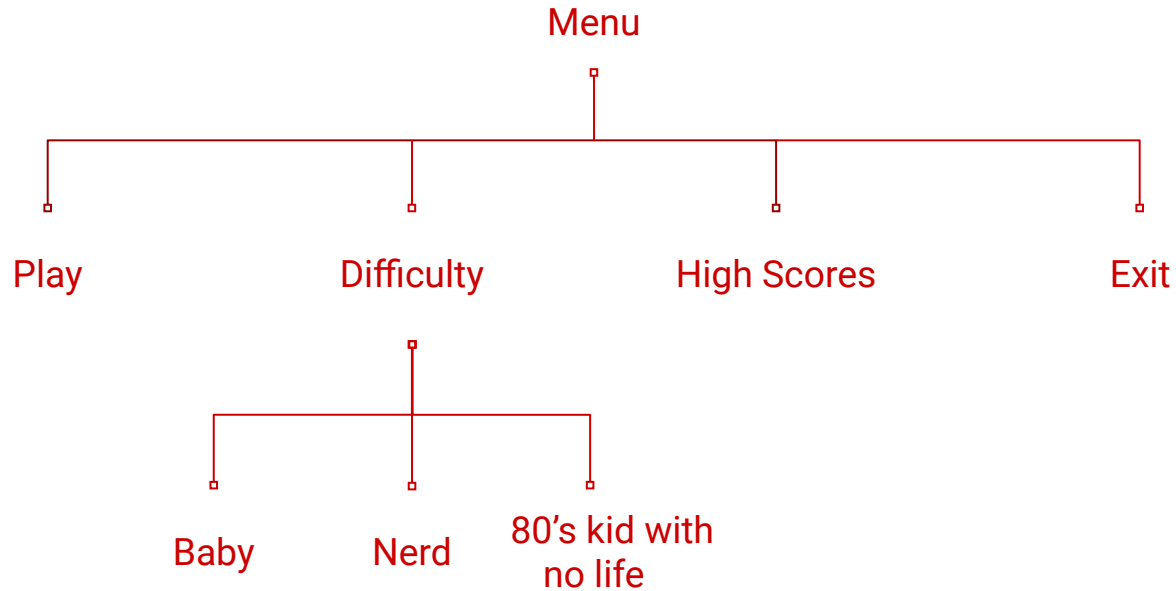 Menu
Play
Difficulty
High Scores
Exit
Baby
Nerd
80’s kid with
no life